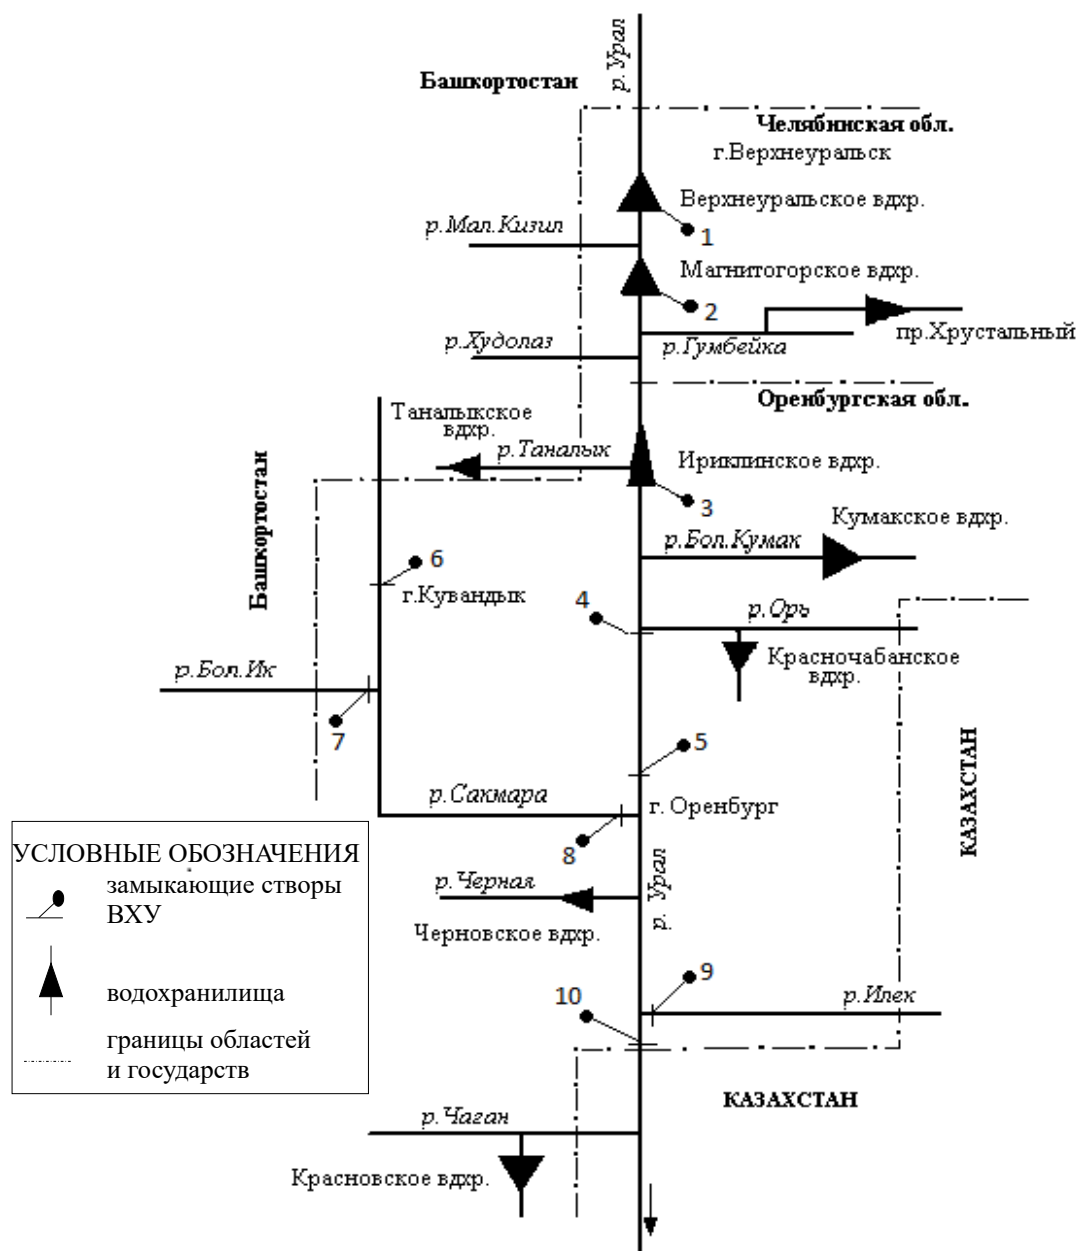 р. Урал
Башкортостан
Челябинская обл.
г.Верхнеуральск
Верхнеуральское вдхр.
р.Мал.Кизил
1
Магнитогорское вдхр.
2
р.Худолаз
р.Гумбейка
пр.Хрустальный
Оренбургская обл.
Таналыкское
вдхр.
р.Таналык
Ириклинское вдхр.
3
Башкортостан
Кумакское вдхр.
р.Бол.Кумак
6
г.Кувандык
4
р.Орь
Красночабанское
вдхр.
р.Бол.Ик
7
5
КАЗАХСТАН
р.Сакмара
г. Оренбург
8
УСЛОВНЫЕ ОБОЗНАЧЕНИЯ
замыкающие створы
ВХУ
водохранилища
границы областей
и государств
р.Черная
р. Урал
Черновское вдхр.
9
10
р.Илек
КАЗАХСТАН
р.Чаган
Красновское вдхр.